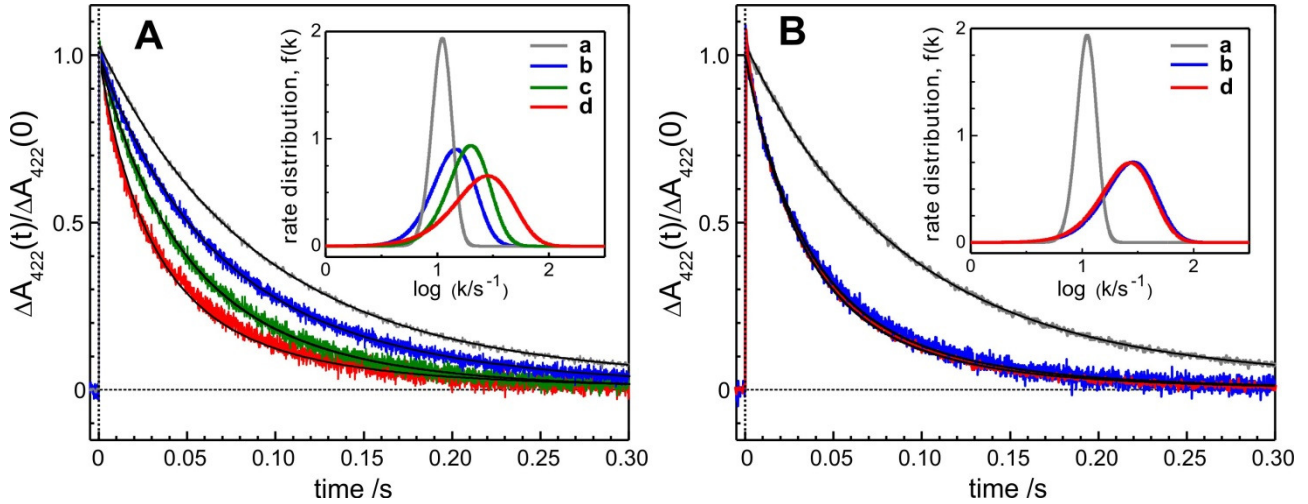 A
ΔA422(t)/ΔA422(0)
1.0
0.5
0
0
0.05
0.10
0.15
0.20
0.25
0.30
time /s
rate distribution, f(k)
2
1
0
0
1
2
log (k/s-1)
a
b
c
d
B
ΔA422(t)/ΔA422(0)
1.0
0.5
0
0
0.05
0.10
0.15
0.20
0.25
0.30
time /s
rate distribution, f(k)
2
1
0
0
1
2
log (k/s-1)
a
b
d